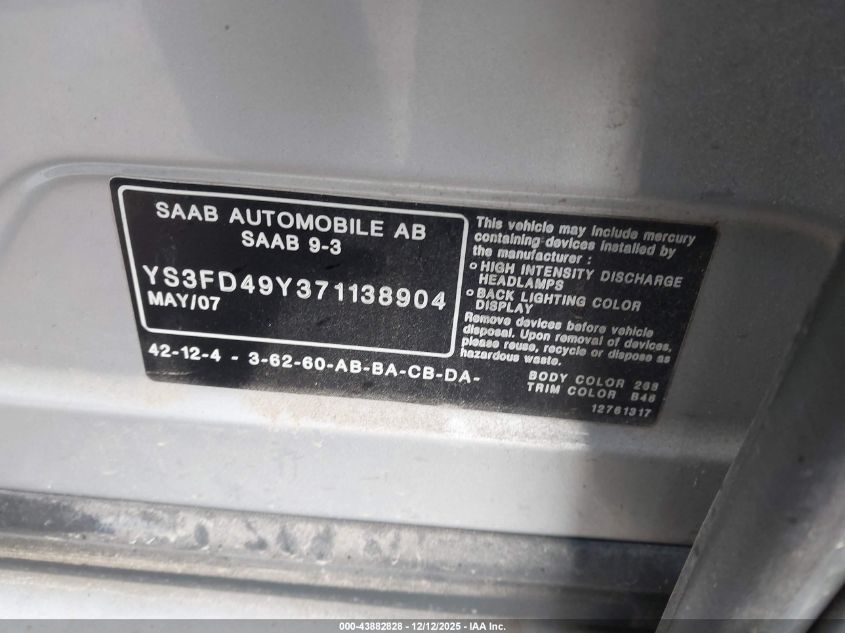 SAAB AUTOMOBILE AB
SAAB 9-3
YS3FD49Y371138904
MAY/07
42-12-4 - 3-62-60-AB-BA-CB-DA-
This vehicle may include mercury
containing devices installed by
the manufacturer :
HIGH INTENSITY DISCHARGE
HEADLAMPS
BACK LIGHTING COLOR
DISPLAY
Remove devices before vehicle
disposal. Upon removal of devices,
please reuse, recycle or dispose as
hazardous waste.
BODY COLOR 268
TRIM COLOR B46
12761317
000-43882828 - 12/12/2025 - IAA Inc.